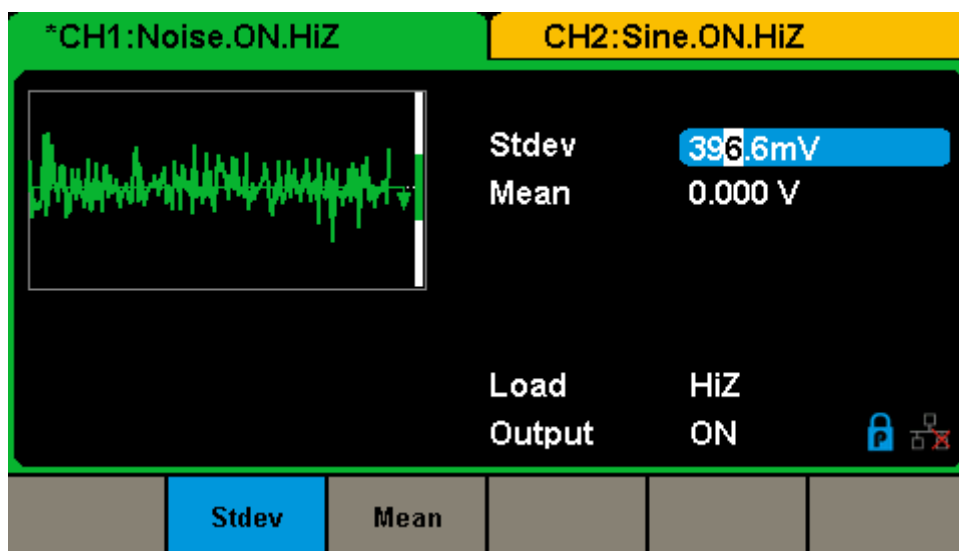 *CH1:Noise.ON.HiZ CH2:Sine.ON.HiZ
Stdev 396.6mV
Mean 0.000 V
Load HiZ
Output ON
P
Stdev Mean